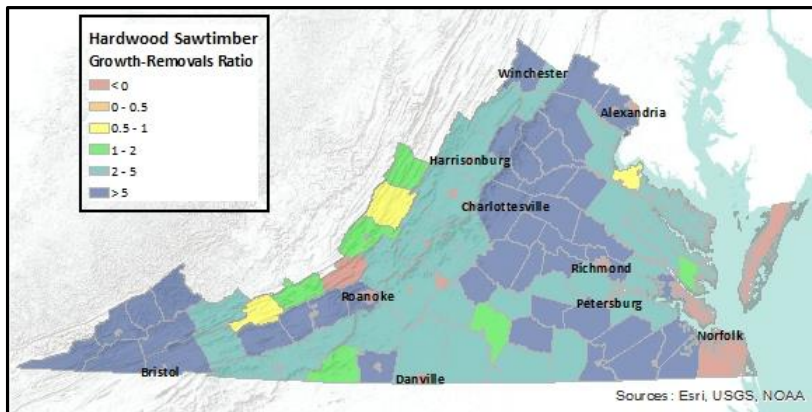 Hardwood Sawtimber
Growth-Removals Ratio
< 0
0 - 0.5
0.5 - 1
1 - 2
2 - 5
> 5
Winchester
Alexandria
Harrisonburg
Charlottesville
Richmond
Roanoke
Petersburg
Norfolk
Bristol
Danville
Sources: Esri, USGS, NOAA